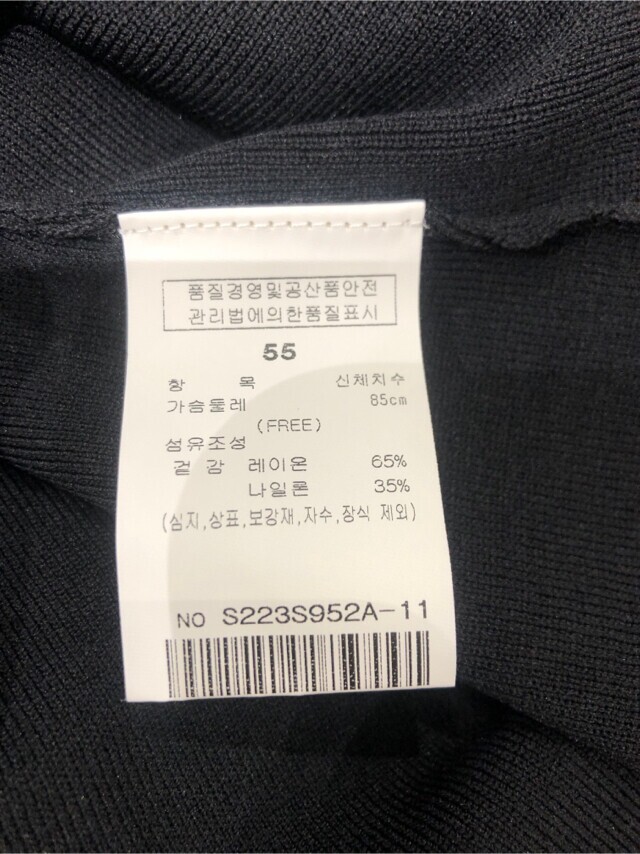 품질경영및공산품안전
관리법에의한품질표시
55
항 목 신체치수
가슴둘레 85cm
(FREE)
섬유조성
겉감 레이온 65%
나일론 35%
(심지,상표,보강재,자수,장식 제외)
NO S223S952A-11